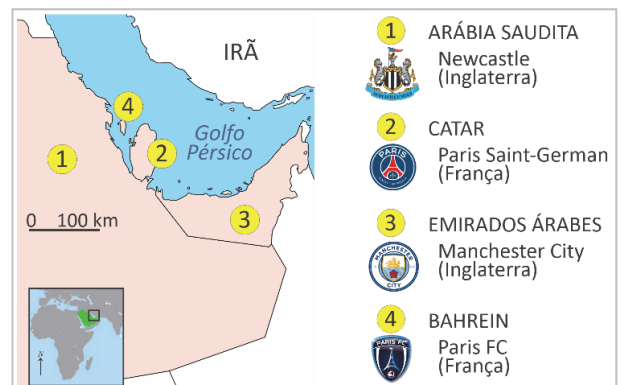 IRÃ
4
Golfo
Pérsico
1
2
3
0 100 km
N
1 ARÁBIA SAUDITA
Newcastle
(Inglaterra)
2 CATAR
PARIS
Paris Saint-German
(França)
3 EMIRADOS ÁRABES
MANCHESTER
CITY
Manchester City
(Inglaterra)
4 BAHREIN
PARIS FC
Paris FC
(França)